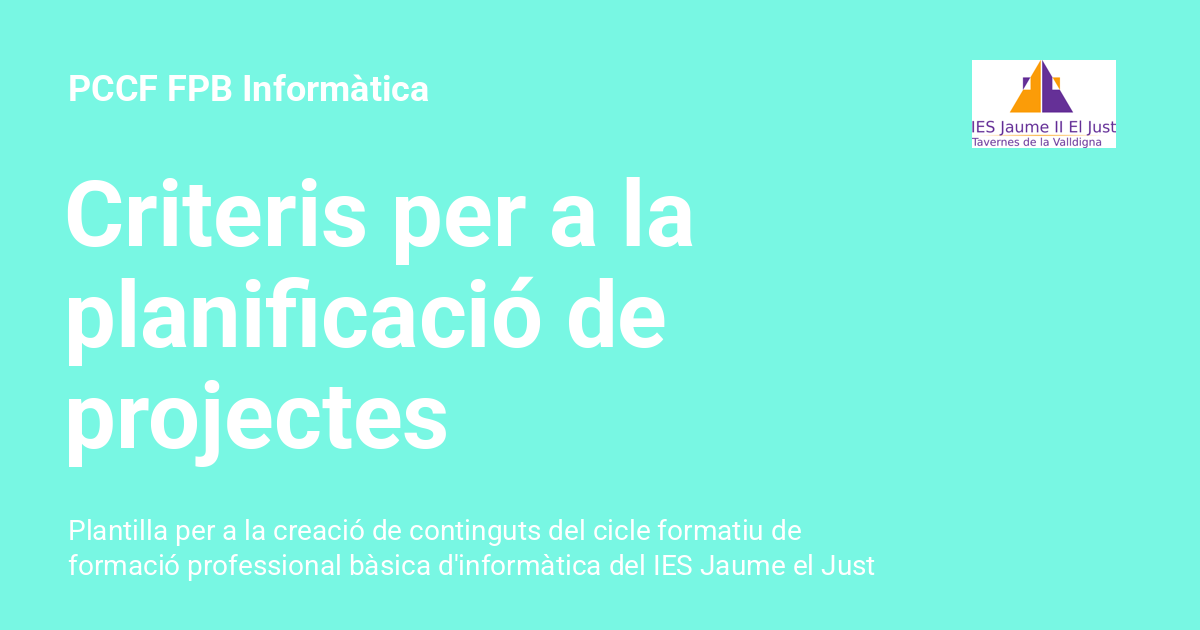 PCCF FPB Informàtica
IES Jaume II El Just
Tavernes de la Valldigna
Criteris per a la
planificació de
projectes
Plantilla per a la creació de continguts del cicle formatiu de
formació professional bàsica d'informàtica del IES Jaume el Just